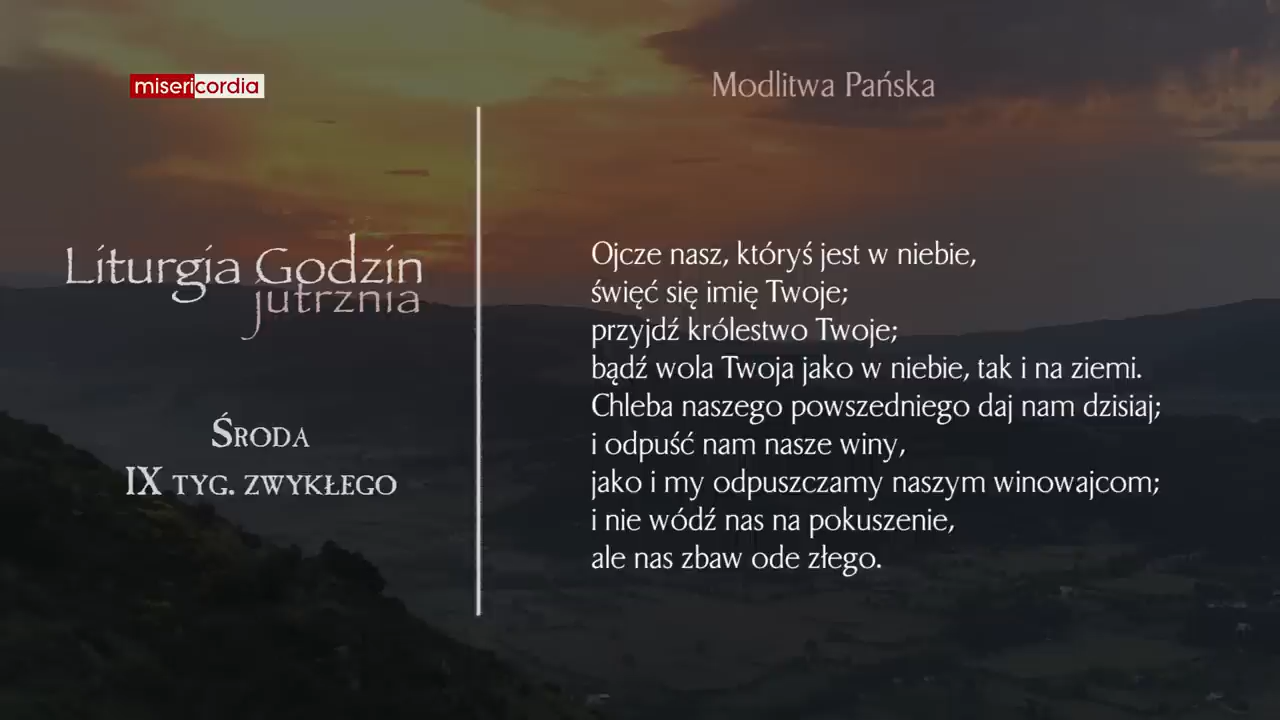 misericordia
Liturgia Godzin
jutrznia
Środa
IX tyg. zwykłego
Modlitwa Pańska
Ojcze nasz, któryś jest w niebie,
święć się imię Twoje;
przyjdź królestwo Twoje;
bądź wola Twoja jako w niebie, tak i na ziemi.
Chleba naszego powszedniego daj nam dzisiaj;
i odpuść nam nasze winy,
jako i my odpuszczamy naszym winowajcom;
i nie wódź nas na pokuszenie,
ale nas zbaw ode złego.